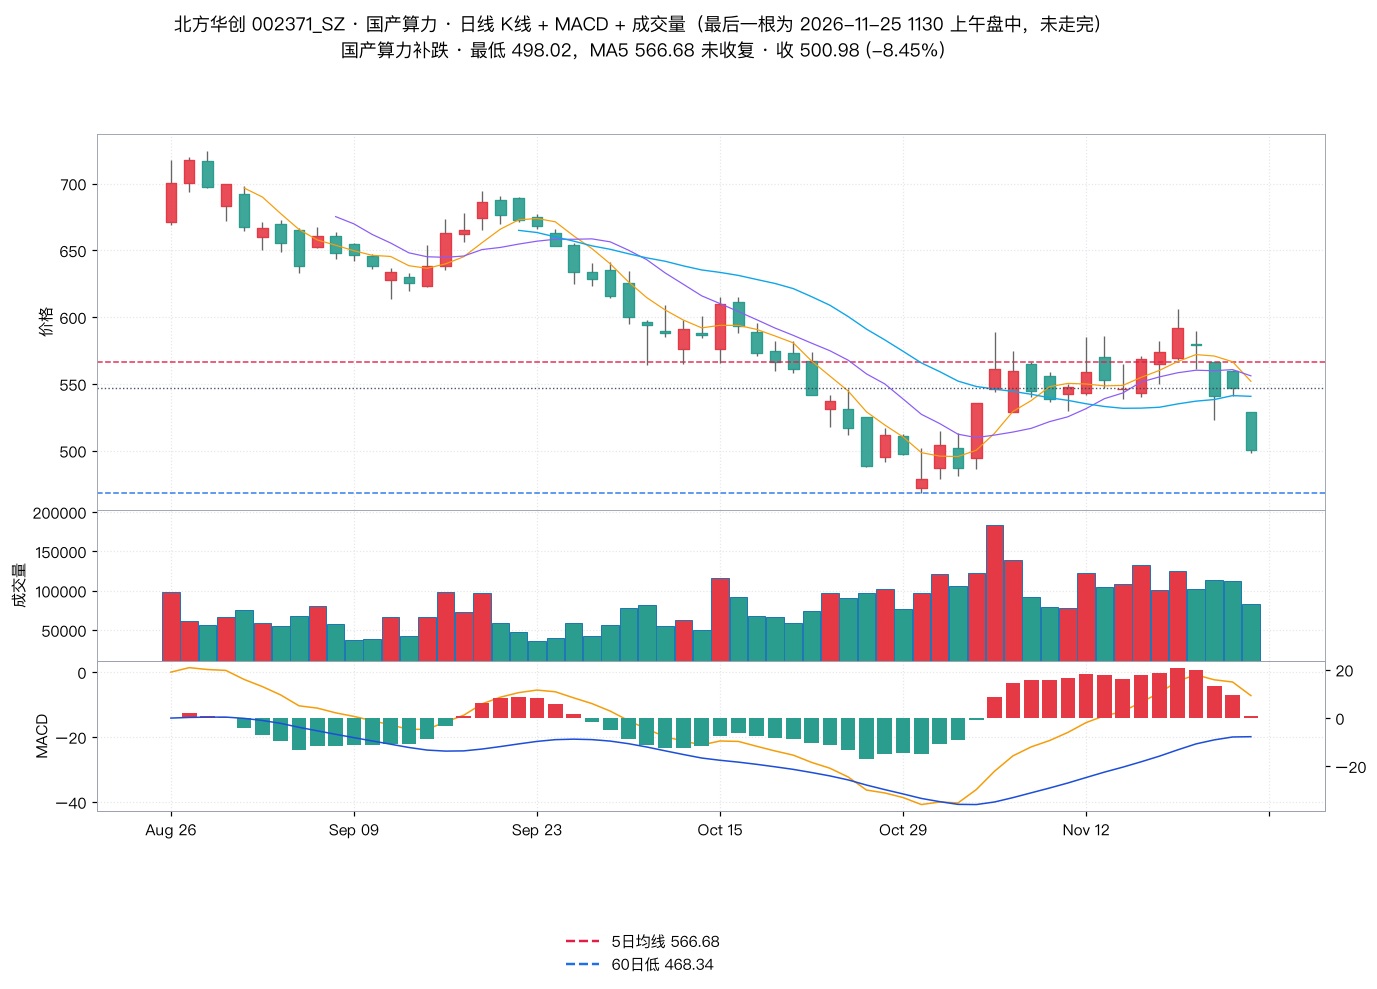 北方华创 002371_SZ · 国产算力 · 日线 K线 + MACD + 成交量（最后一根为 2026−11−25 1130 上午盘中，未走完）
国产算力补跌 · 最低 498.02，MA5 566.68 未收复 · 收 500.98 (−8.45%)
价格
700
650
600
550
500
成交量
200000
150000
100000
50000
MACD
0
−20
−40
20
0
−20
Aug 26
Sep 09
Sep 23
Oct 15
Oct 29
Nov 12
5日均线 566.68
60日低 468.34